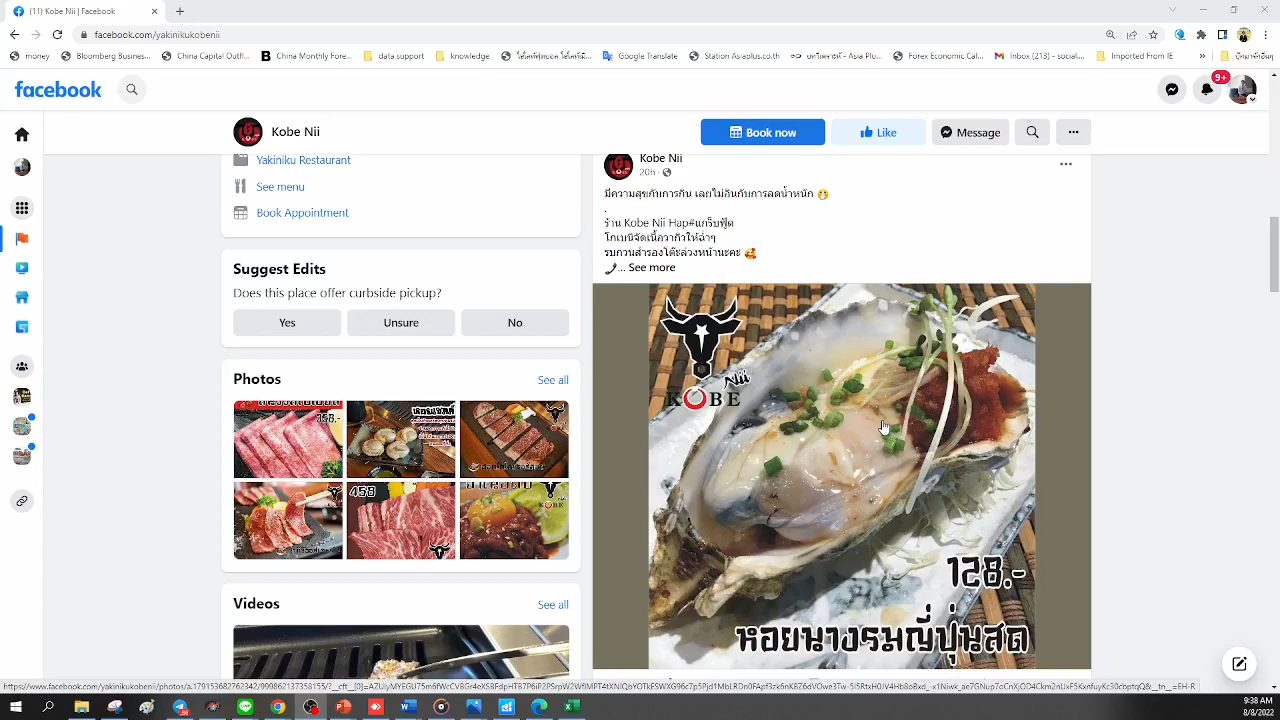 (11) Kobe Nii | Facebook
facebook.com/yakinikukobenii
money
Bloomberg Business...
China Capital Outfl...
China Monthly Fore...
data support
knowledge
Google Translate
Station Asiaplus.co.th
Forex Economic Cal...
Inbox (213) - social...
Imported From IE
facebook
9+
Kobe Nii
Book now
Like
Message
Yakiniku Restaurant
See menu
Book Appointment
Suggest Edits
Does this place offer curbside pickup?
Yes
Unsure
No
Photos
See all
158.-
459
Videos
See all
Kobe Nii
20h ·
มีความสุขกับการกิน เลยไม่อินกับการลดน้ำหนัก
.
ร้าน Kobe Nii Hap#แกร็บฟู้ด
โกเบนิจัดเนื้อวากิวให้ฉ่ำๆ
รบกวนสำรองโต๊ะล่วงหน้านะคะ
... See more
Nii
KOBE
128.-
หอยนางรมญี่ปุ่นสด
9:38 AM
8/8/2022